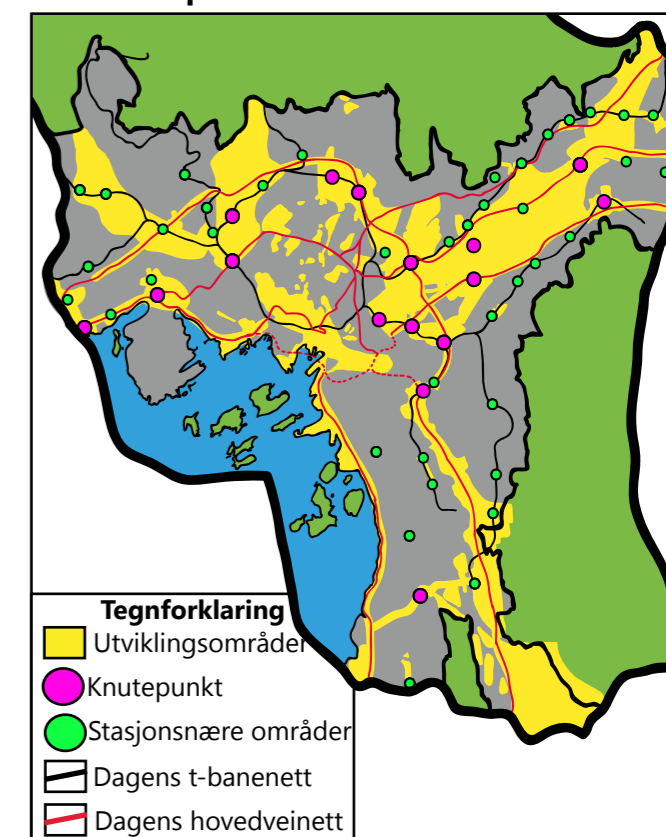 Tegnforklaring
Utviklingsområder
Knutepunkt
Stasjonsnære områder
Dagens t-banenett
Dagens hovedveinett